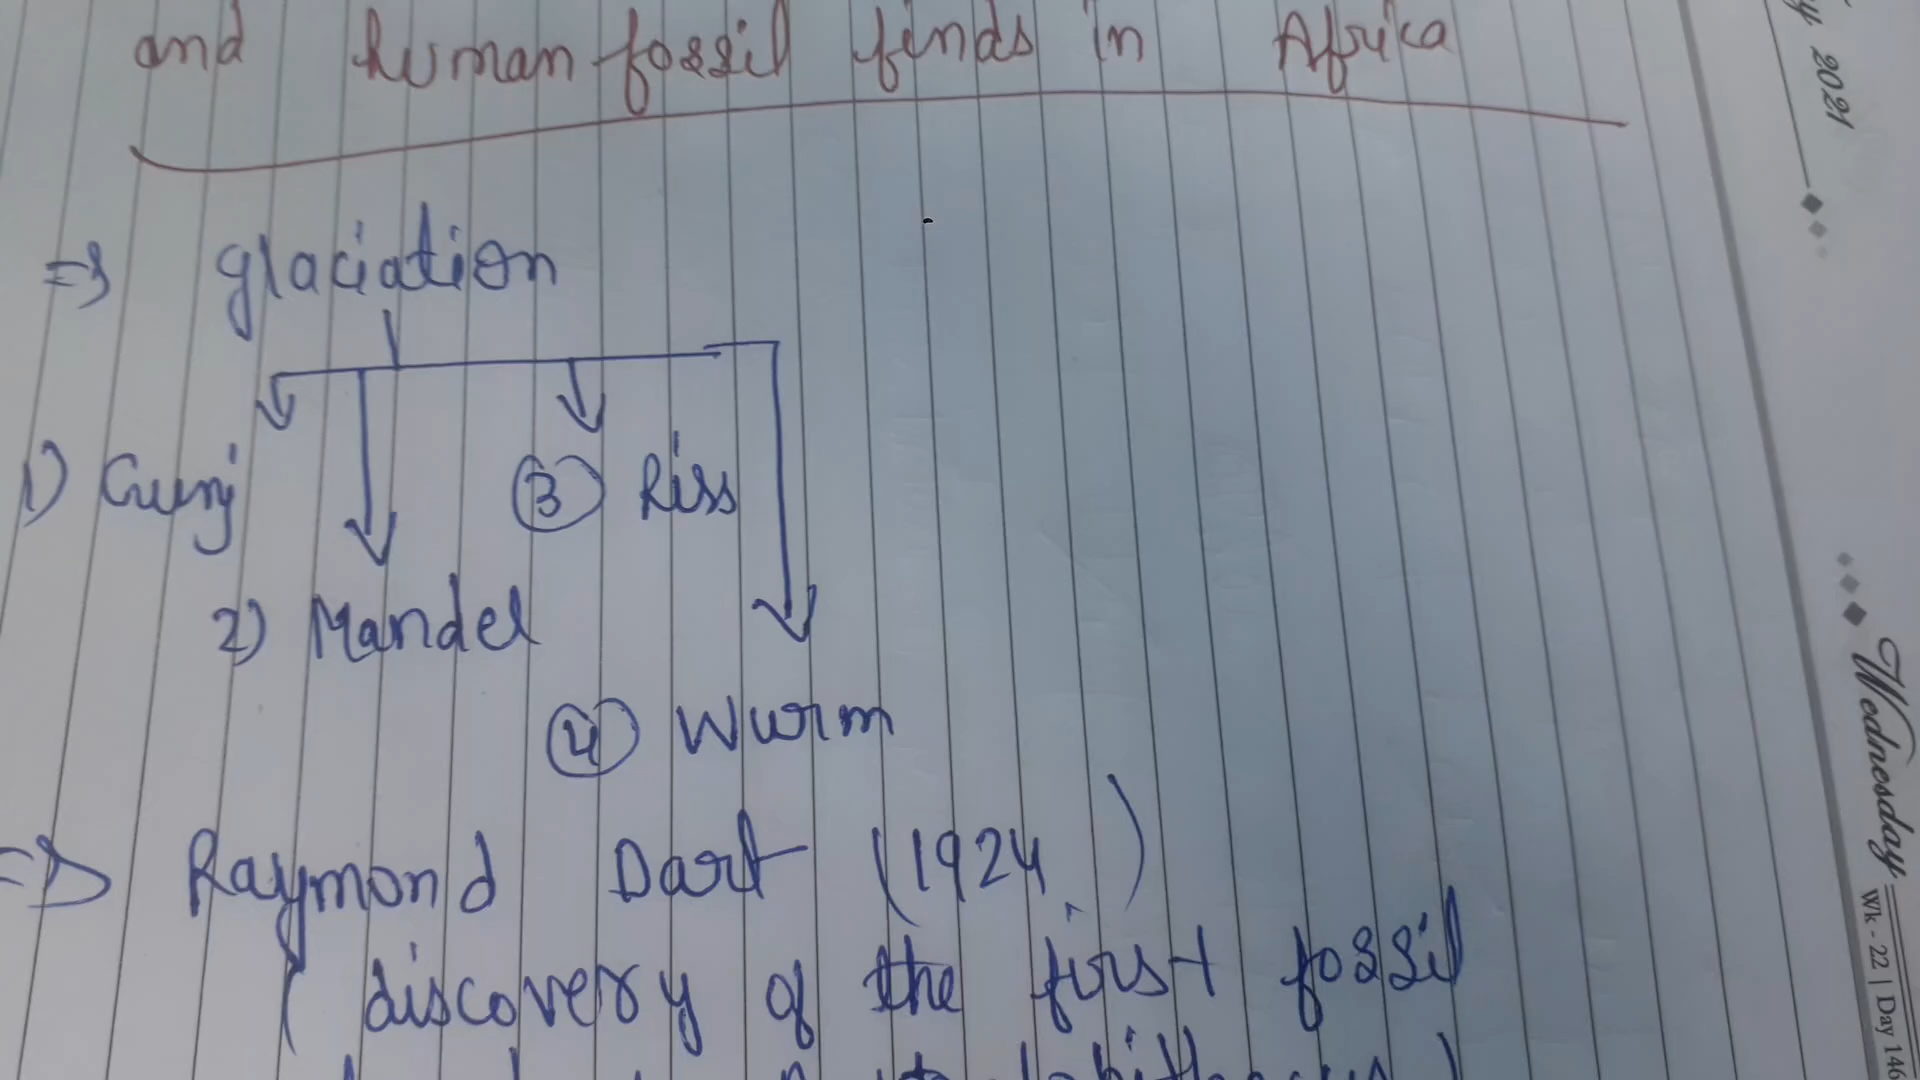 and human fossil finds in Africa
=> glaciation
1) Gunj
3 Riss
2) Mandel
4 Wurm
=> Raymond Dart (1924)
( discovery of the first fossil
2021
Wednesday
Wk - 22 | Day 146